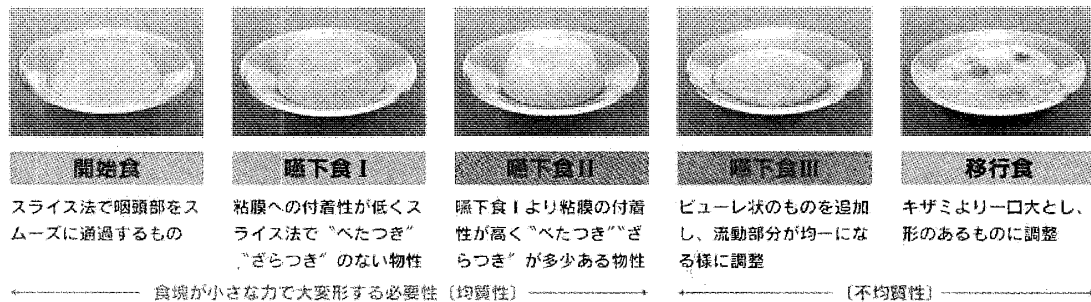 開始食
スライス法で咽頭部をス
ムーズに通過するもの
嚥下食Ⅰ
粘膜への付着性が低くス
ライス法で“べたつき”
“ざらつき”のない物性
嚥下食Ⅱ
嚥下食Ⅰより粘膜の付着
性が高く“べたつき”“ざ
らつき”が多少ある物性
嚥下食Ⅲ
ピューレ状のものを追加
し、流動部分が均一にな
る様に調整
移行食
キザミより一口大とし、
形のあるものに調整
食塊が小さな力で大変形する必要性〔均質性〕
〔不均質性〕